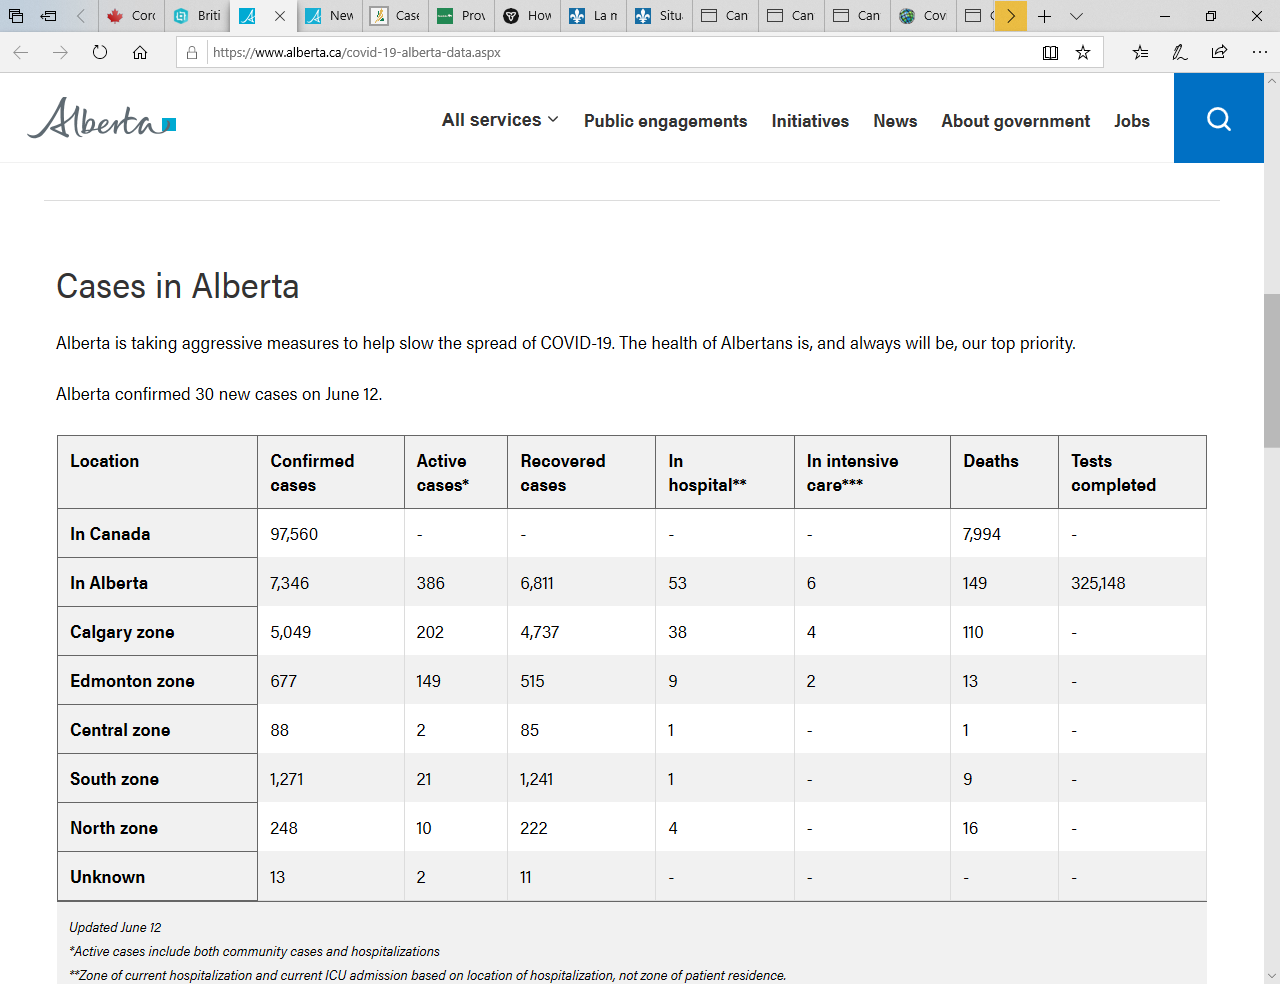 Corc
Briti
New
Case
Prov
How
La m
Situ
Can
Can
Can
Cov
https://www.alberta.ca/covid-19-alberta-data.aspx
Alberta
All services
Public engagements
Initiatives
News
About government
Jobs
Cases in Alberta
Alberta is taking aggressive measures to help slow the spread of COVID-19. The health of Albertans is, and always will be, our top priority.
Alberta confirmed 30 new cases on June 12.
Location Confirmed cases Active cases* Recovered cases In hospital** In intensive care*** Deaths Tests completed
In Canada 97,560 - - - - 7,994 -
In Alberta 7,346 386 6,811 53 6 149 325,148
Calgary zone 5,049 202 4,737 38 4 110 -
Edmonton zone 677 149 515 9 2 13 -
Central zone 88 2 85 1 - 1 -
South zone 1,271 21 1,241 1 - 9 -
North zone 248 10 222 4 - 16 -
Unknown 13 2 11 - - - -
Updated June 12
*Active cases include both community cases and hospitalizations
**Zone of current hospitalization and current ICU admission based on location of hospitalization, not zone of patient residence.